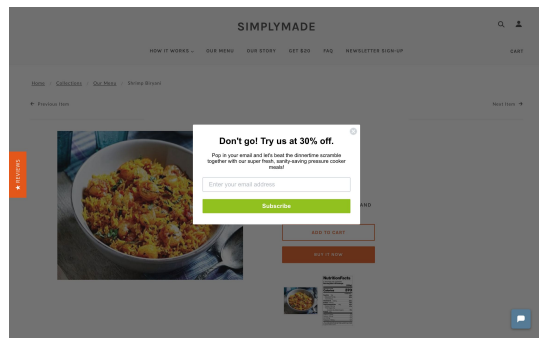 SIMPLYMADE
HOW IT WORKS
OUR MENU
OUR STORY
GET $20
FAQ
NEWSLETTER SIGN-UP
CART
Home / Collections / Our Menu / Shrimp Biryani
← Previous Item
Next Item →
★ REVIEWS
Don't go! Try us at 30% off.
Pop in your email and let's beat the dinnertime scramble
together with our super fresh, sanity-saving pressure cooker
meals!
Enter your email address
Subscribe
AND
ADD TO CART
BUY IT NOW
Nutrition Facts